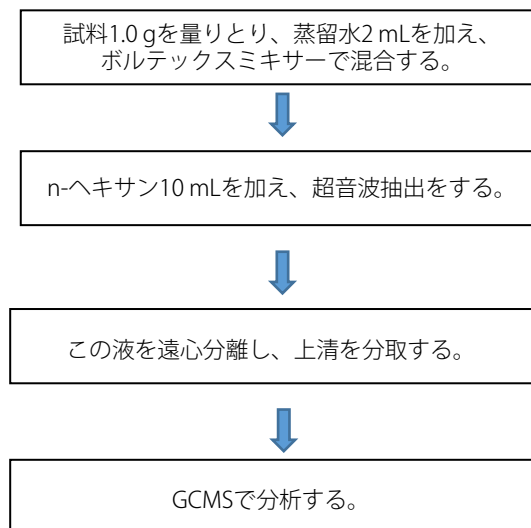 試料1.0 gを量りとり、蒸留水2 mLを加え、
ボルテックスミキサーで混合する。
n-ヘキサン10 mLを加え、超音波抽出をする。
この液を遠心分離し、上清を分取する。
GCMSで分析する。